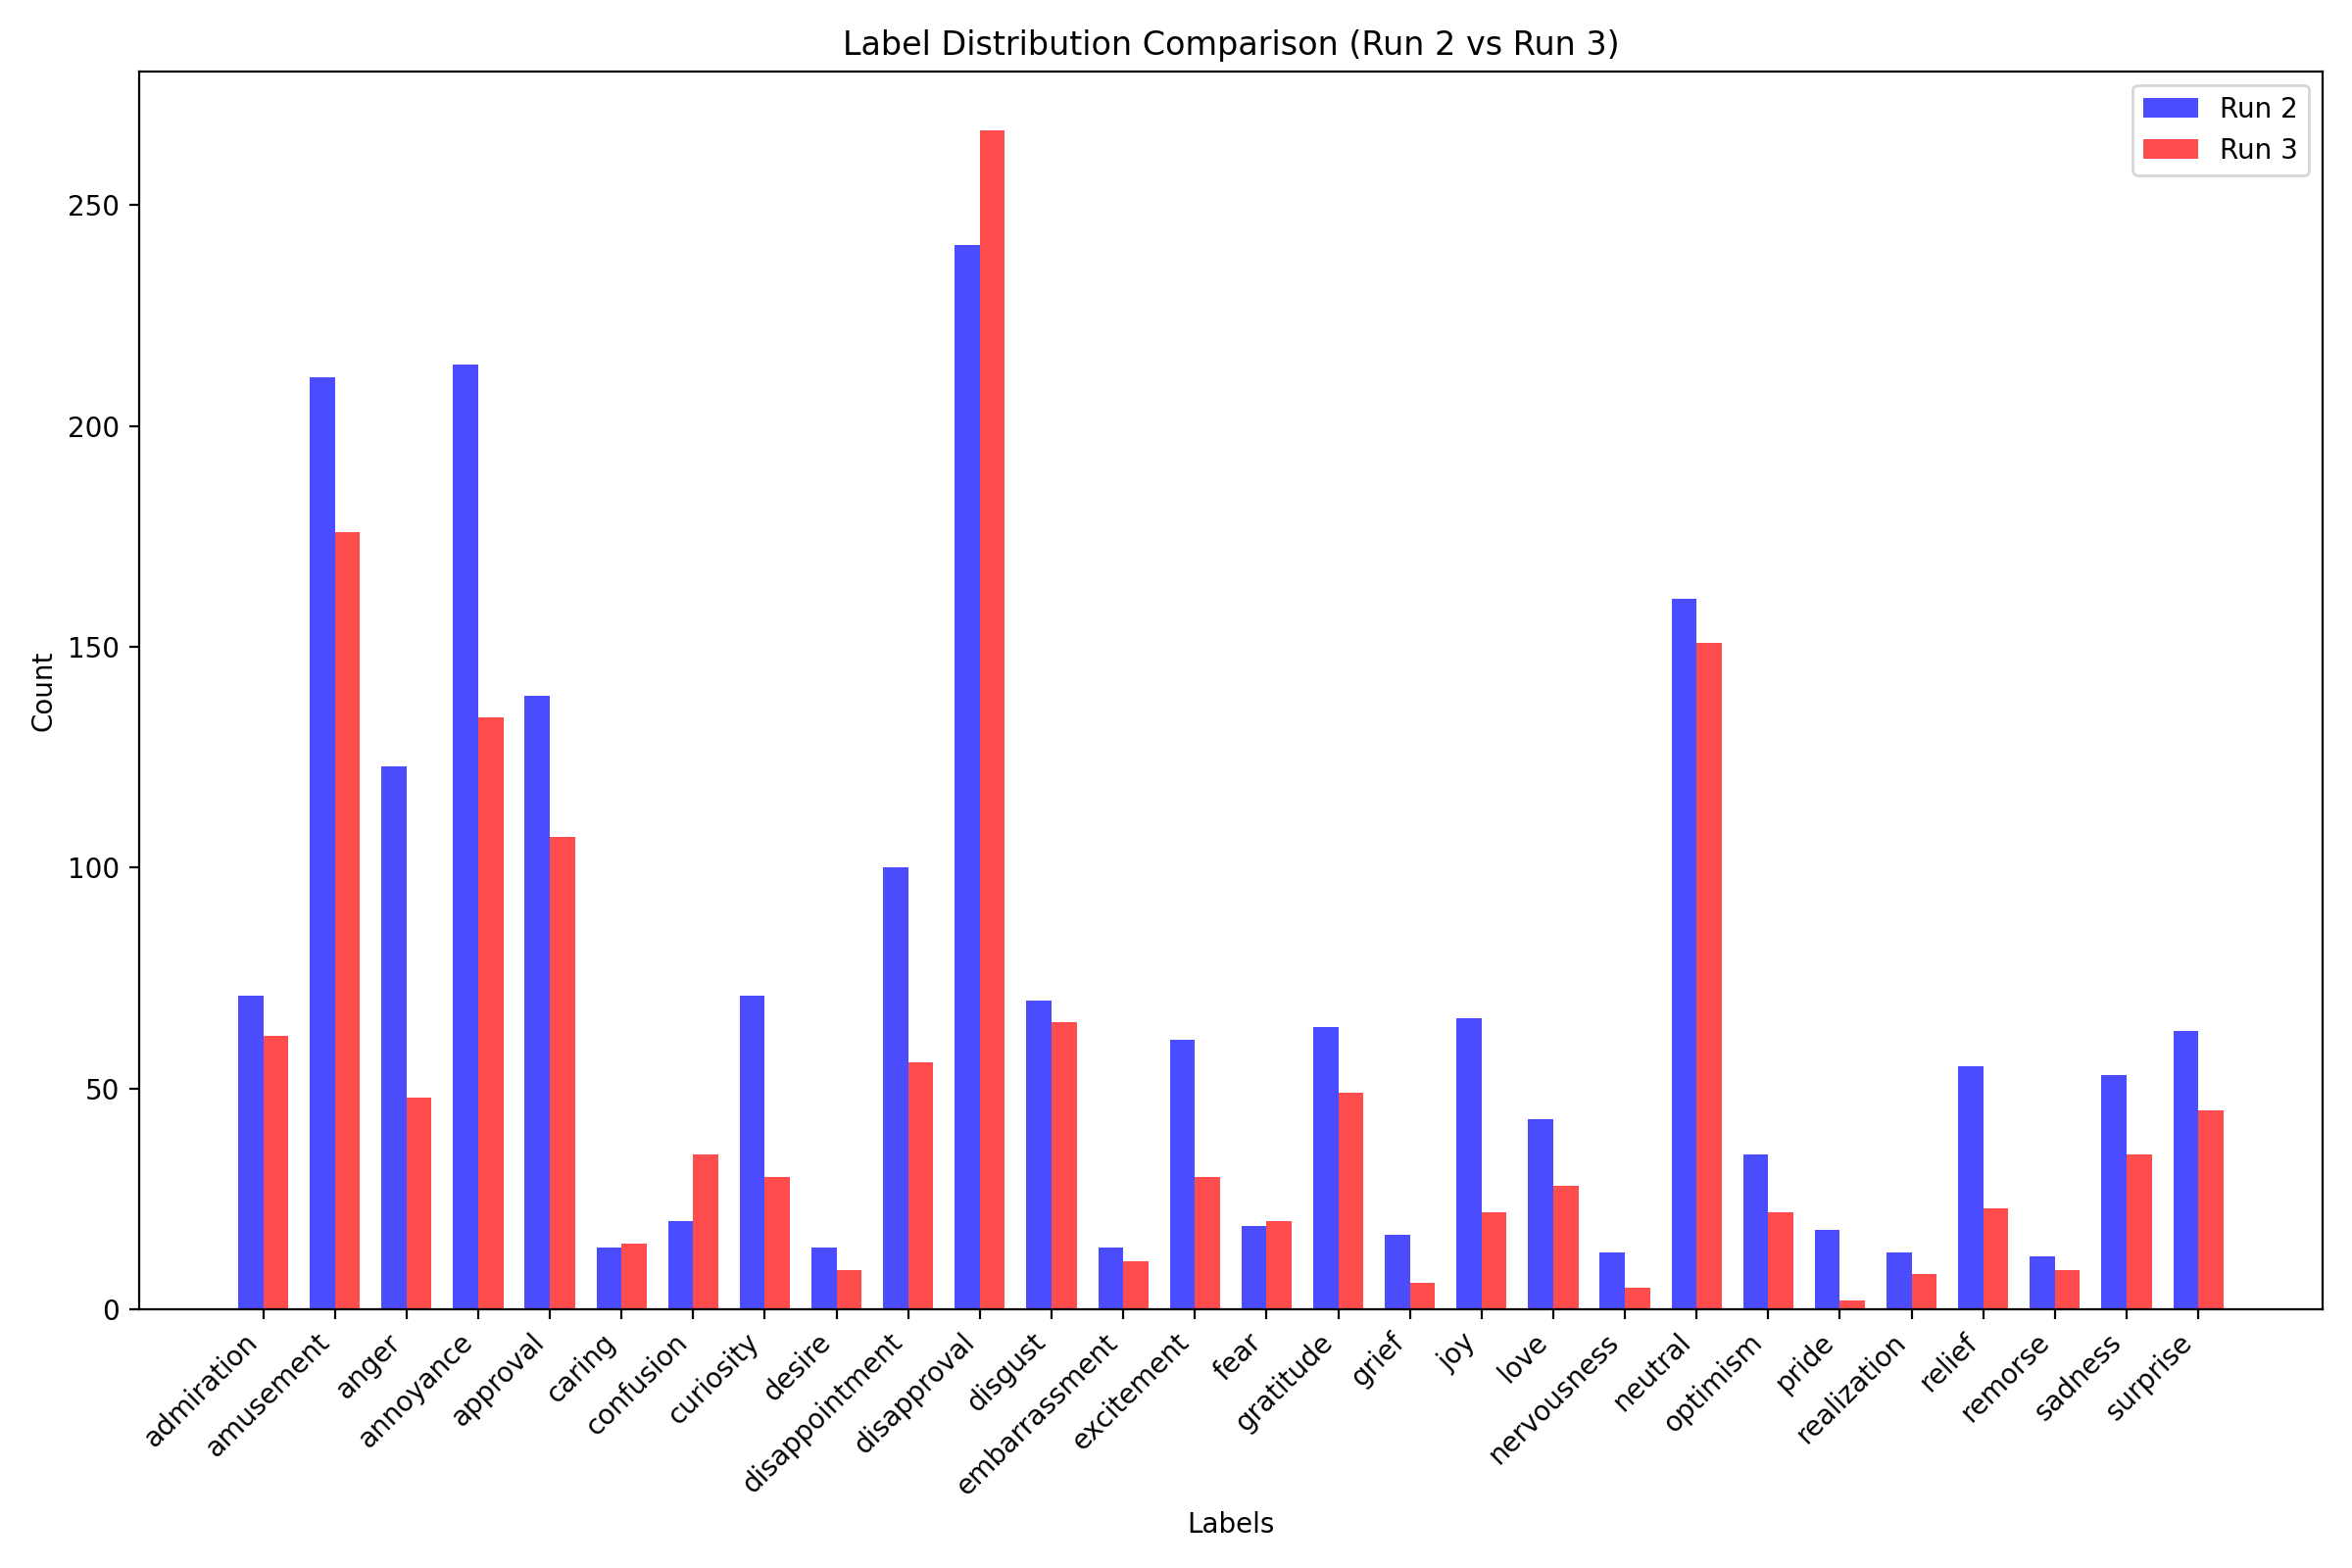 Label Distribution Comparison (Run 2 vs Run 3)
Run 2
Run 3
250
200
150
100
50
0
Count
admiration
amusement
anger
annoyance
approval
caring
confusion
curiosity
desire
disappointment
disapproval
disgust
embarrassment
excitement
fear
gratitude
grief
joy
love
nervousness
neutral
optimism
pride
realization
relief
remorse
sadness
surprise
Labels